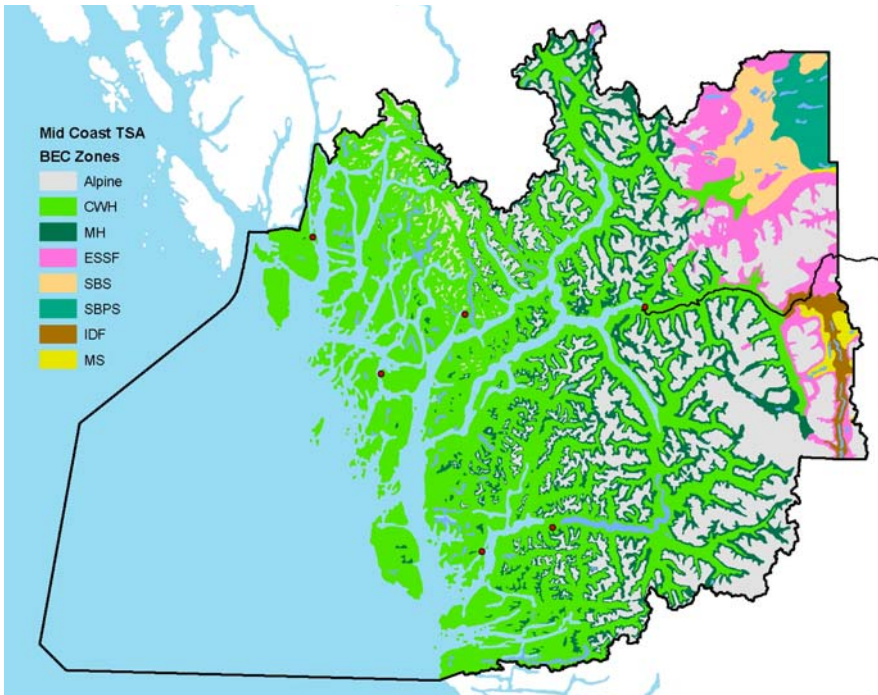 Mid Coast TSA
BEC Zones
Alpine
CWH
MH
ESSF
SBS
SBPS
IDF
MS